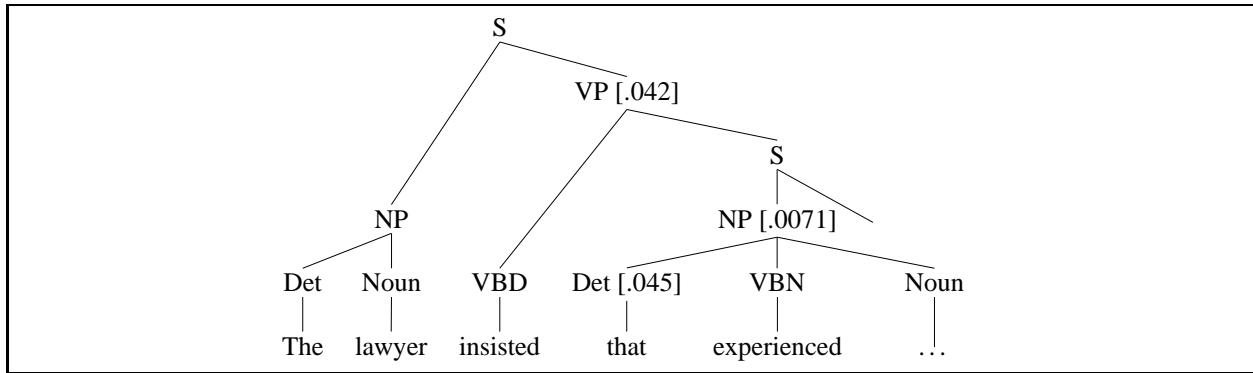 S
VP [.042]
S
NP NP [.0071]
Det Noun VBD Det [.045] VBN Noun
The lawyer insisted that experienced ...